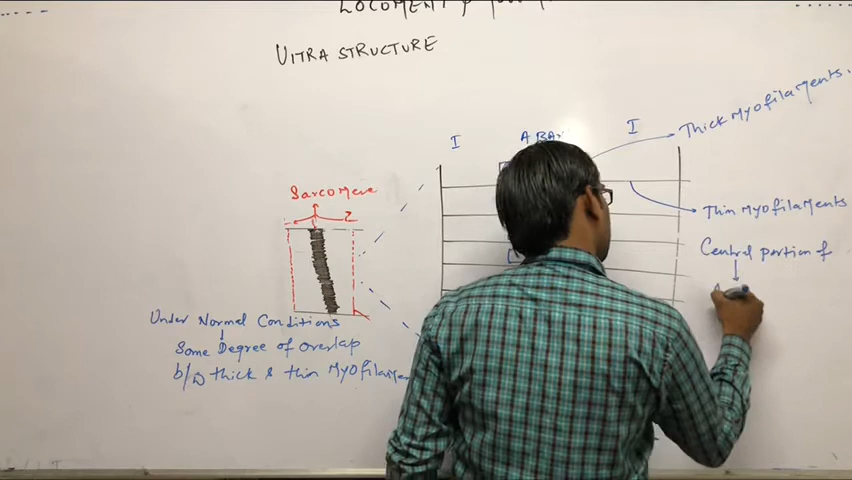 LOCOMENT &
ULTRA STRUCTURE
I
A BAN
I
Thick Myofilaments.
Sarcomere
Z
Thin Myofilaments
Central portion of
Under Normal Conditions
Some Degree of overlap
b/w thick & thin Myofilamen